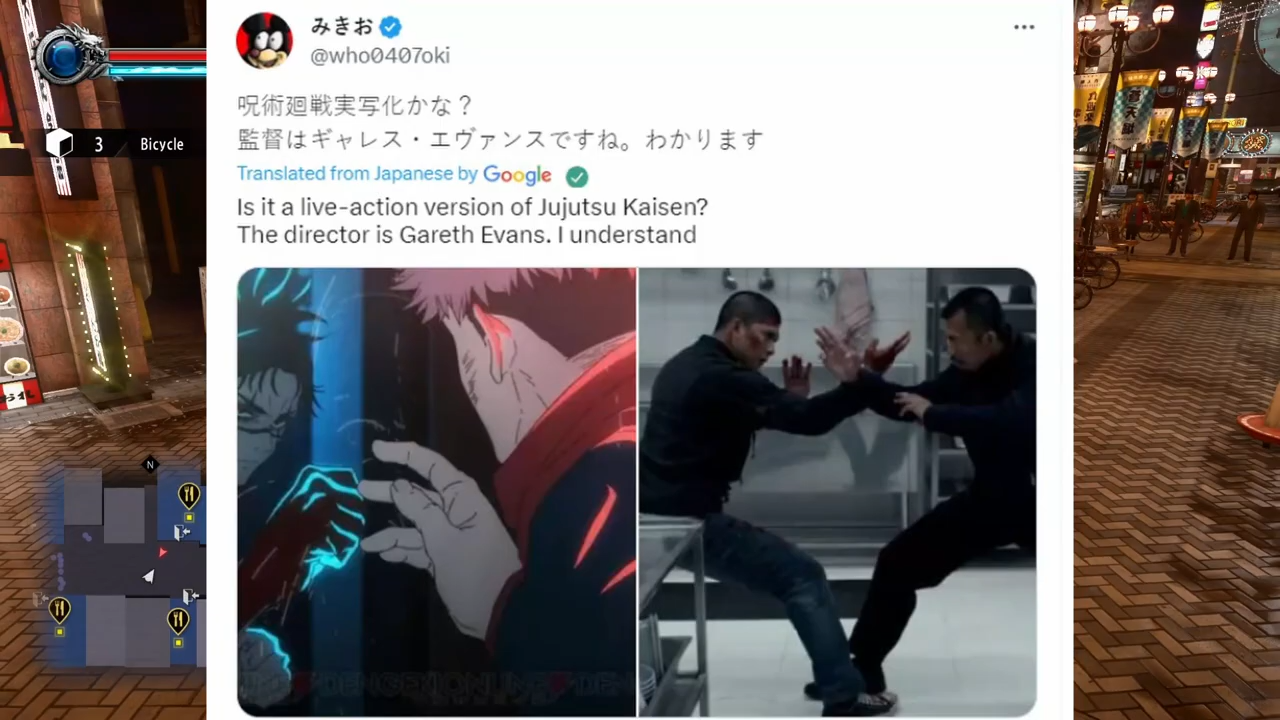 みきお
@who0407oki
呪術廻戦実写化かな？
監督はギャレス・エヴァンスですね。わかります
Translated from Japanese by Google
Is it a live-action version of Jujutsu Kaisen?
The director is Gareth Evans. I understand
3 Bicycle
N